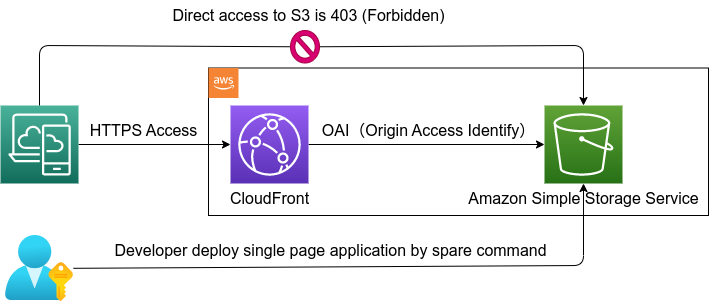 Direct access to S3 is 403 (Forbidden)
aws
HTTPS Access
OAI（Origin Access Identify）
CloudFront
Amazon Simple Storage Service
Developer deploy single page application by spare command